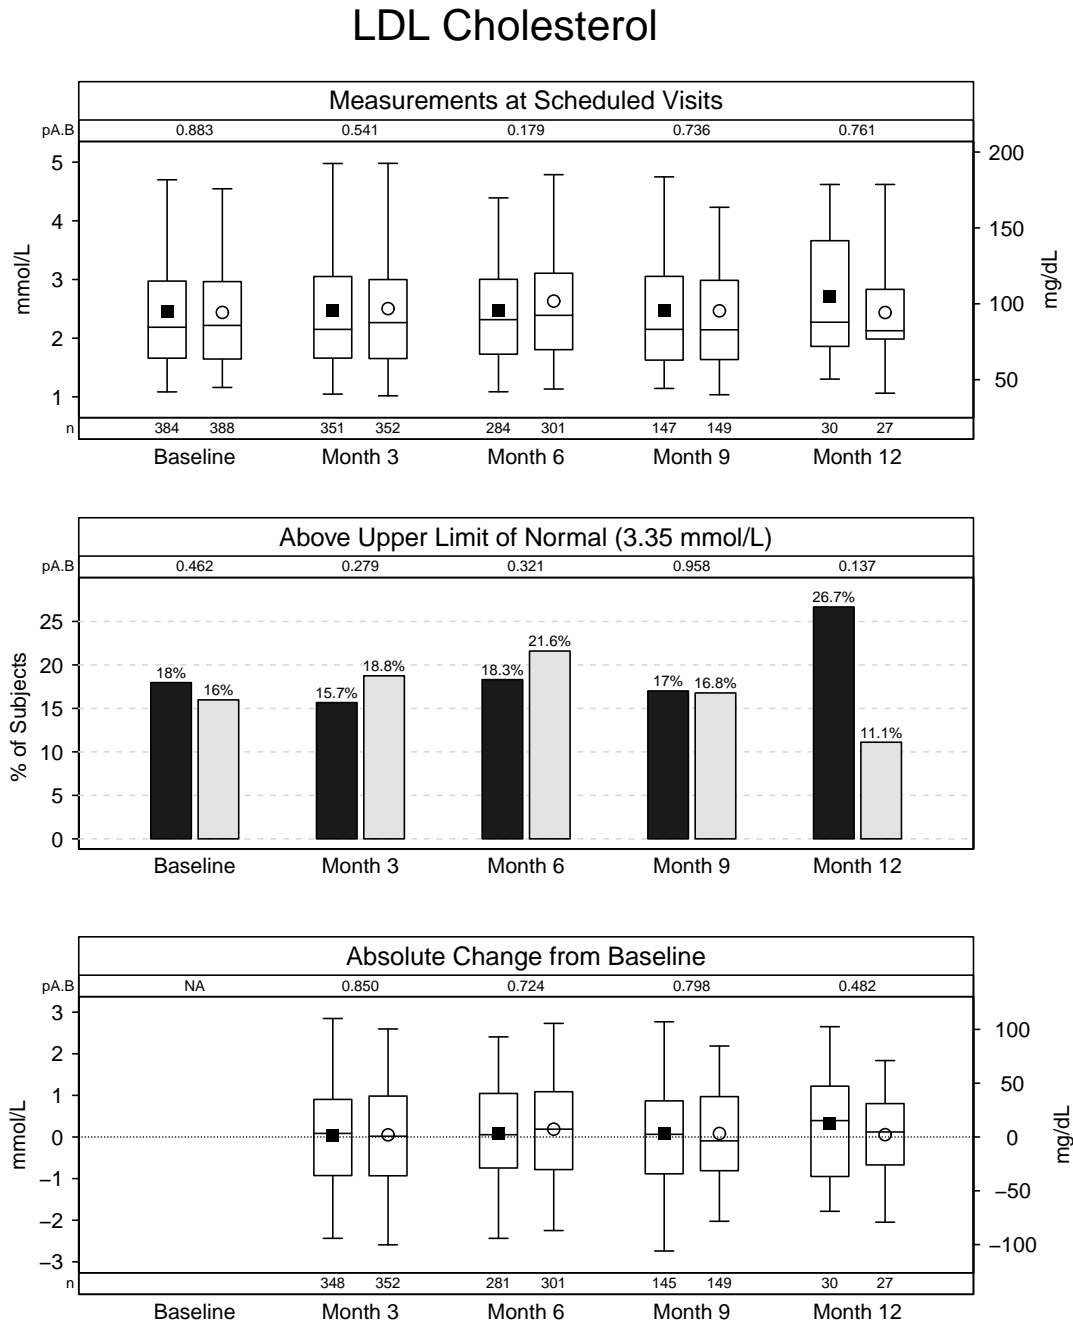 LDL Cholesterol
Measurements at Scheduled Visits
pA.B 0.883 0.541 0.179 0.736 0.761
5
4
3
2
1
mmol/L
200
150
100
50
mg/dL
n 384 388 351 352 284 301 147 149 30 27
Baseline Month 3 Month 6 Month 9 Month 12
Above Upper Limit of Normal (3.35 mmol/L)
pA.B 0.462 0.279 0.321 0.958 0.137
25
20
15
10
5
0
% of Subjects
18% 16% 15.7% 18.8% 18.3% 21.6% 17% 16.8% 26.7% 11.1%
Baseline Month 3 Month 6 Month 9 Month 12
Absolute Change from Baseline
pA.B NA 0.850 0.724 0.798 0.482
3
2
1
0
−1
−2
−3
mmol/L
100
50
0
−50
−100
mg/dL
n 348 352 281 301 145 149 30 27
Baseline Month 3 Month 6 Month 9 Month 12